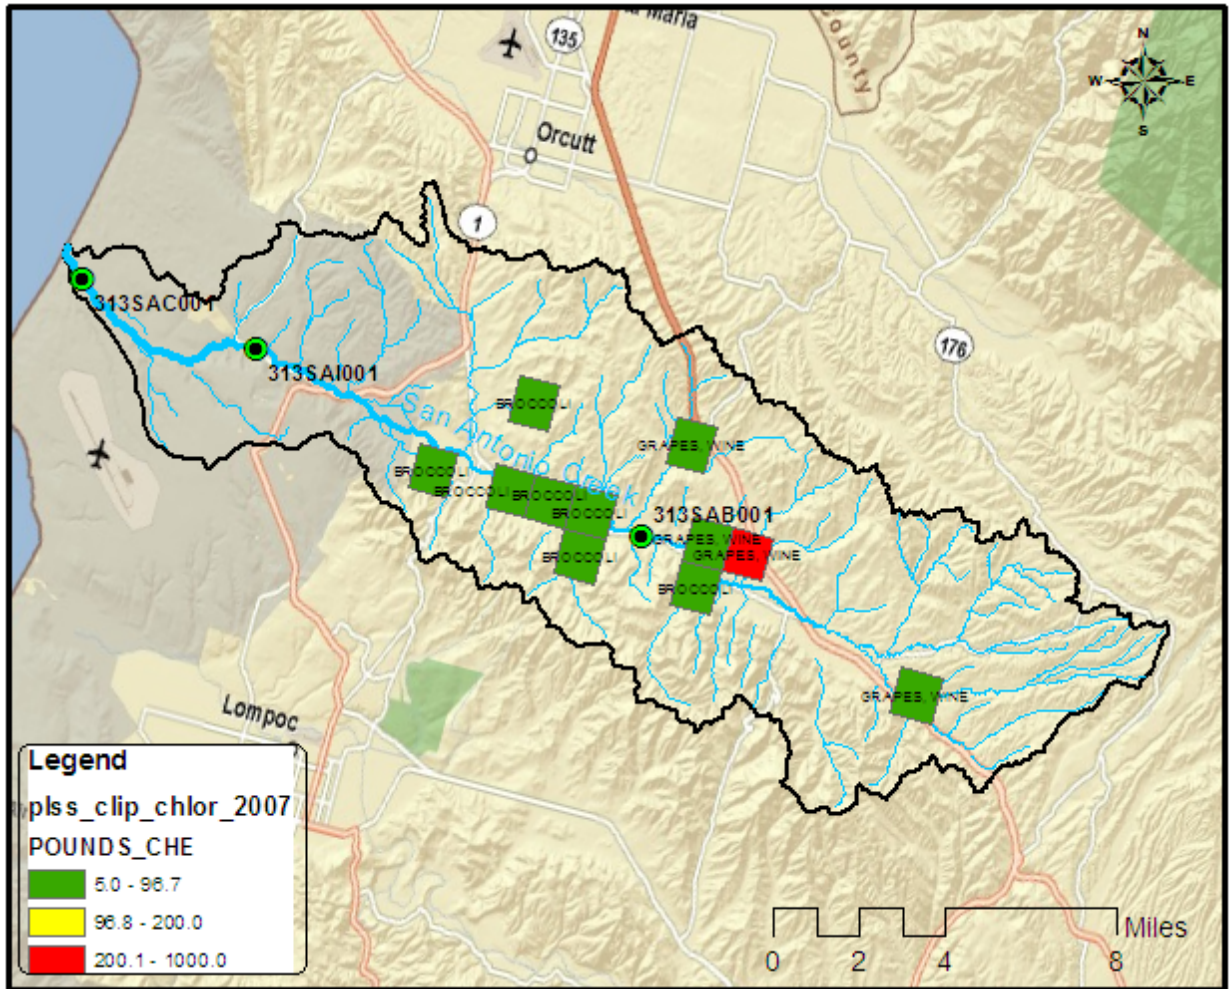 a Maria
135
County
N
W E
S
Orcutt
1
313SAC001
176
313SAI001
San Antonio Creek
BROCCOLI
GRAPES, WINE
BROCCOLI
BROCCOLI
BROCCOLI
BROCCOLI
313SAB001
GRAPES, WINE
GRAPES, WINE
BROCCOLI
BROCCOLI
GRAPES, WINE
Lompoc
Legend
plss_clip_chlor_2007
POUNDS_CHE
5.0 - 96.7
96.8 - 200.0
200.1 - 1000.0
Miles
0 2 4 8